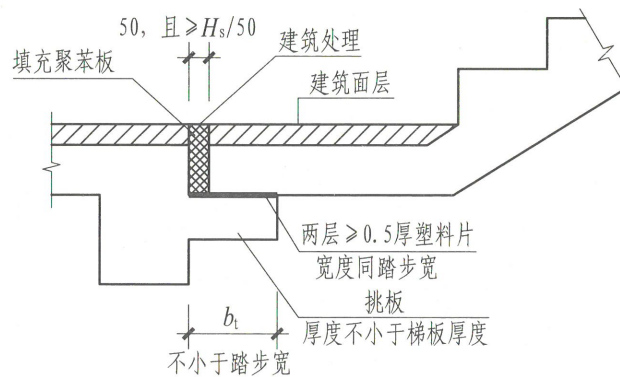 50，且≥Hs/50
建筑处理
填充聚苯板
建筑面层
两层≥0.5厚塑料片
宽度同踏步宽
挑板
厚度不小于梯板厚度
bt
不小于踏步宽